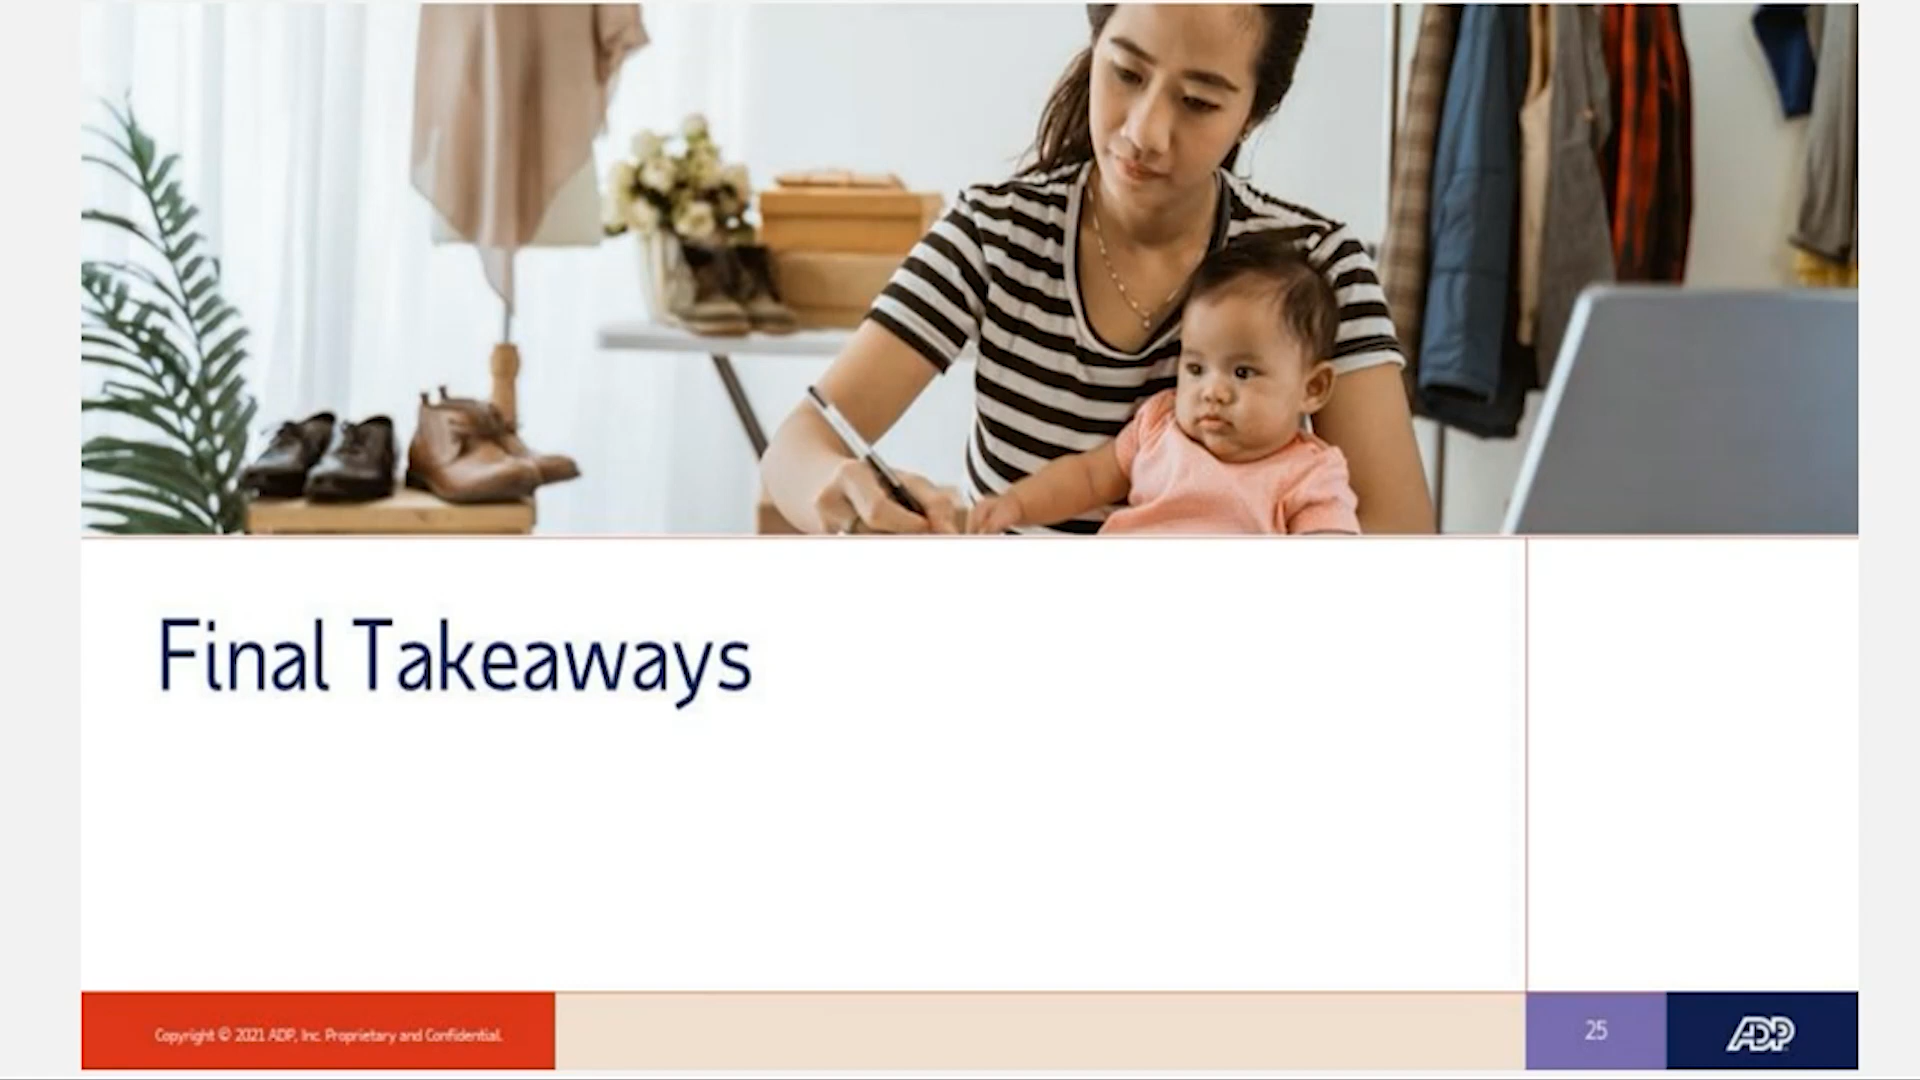 Final Takeaways
Copyright © 2021 ADP, Inc. Proprietary and Confidential.
25
ADP